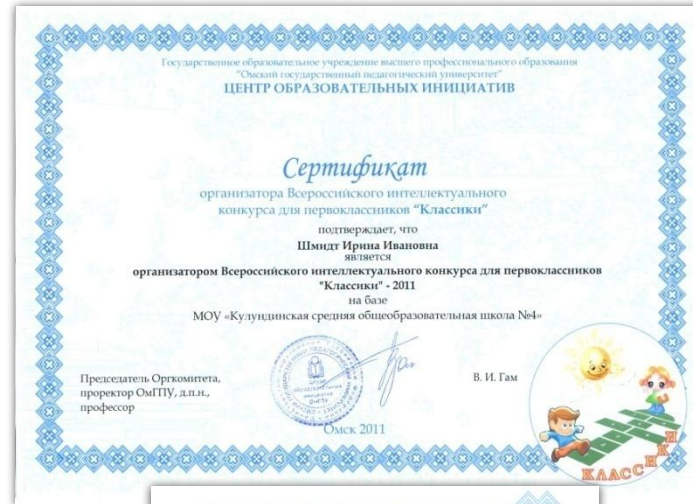 Государственное образовательное учреждение высшего профессионального образования
"Омский государственный педагогический университет"
ЦЕНТР ОБРАЗОВАТЕЛЬНЫХ ИНИЦИАТИВ
Сертификат
организатора Всероссийского интеллектуального
конкурса для первоклассников "Классики"
подтверждает, что
Шмидт Ирина Ивановна
является
организатором Всероссийского интеллектуального конкурса для первоклассников
"Классики" - 2011
на базе
МОУ «Кулундинская средняя общеобразовательная школа №4»
Председатель Оргкомитета,
проректор ОмГПУ, д.п.н.,
профессор
В. И. Гам
Омск 2011
КЛАССИКИ